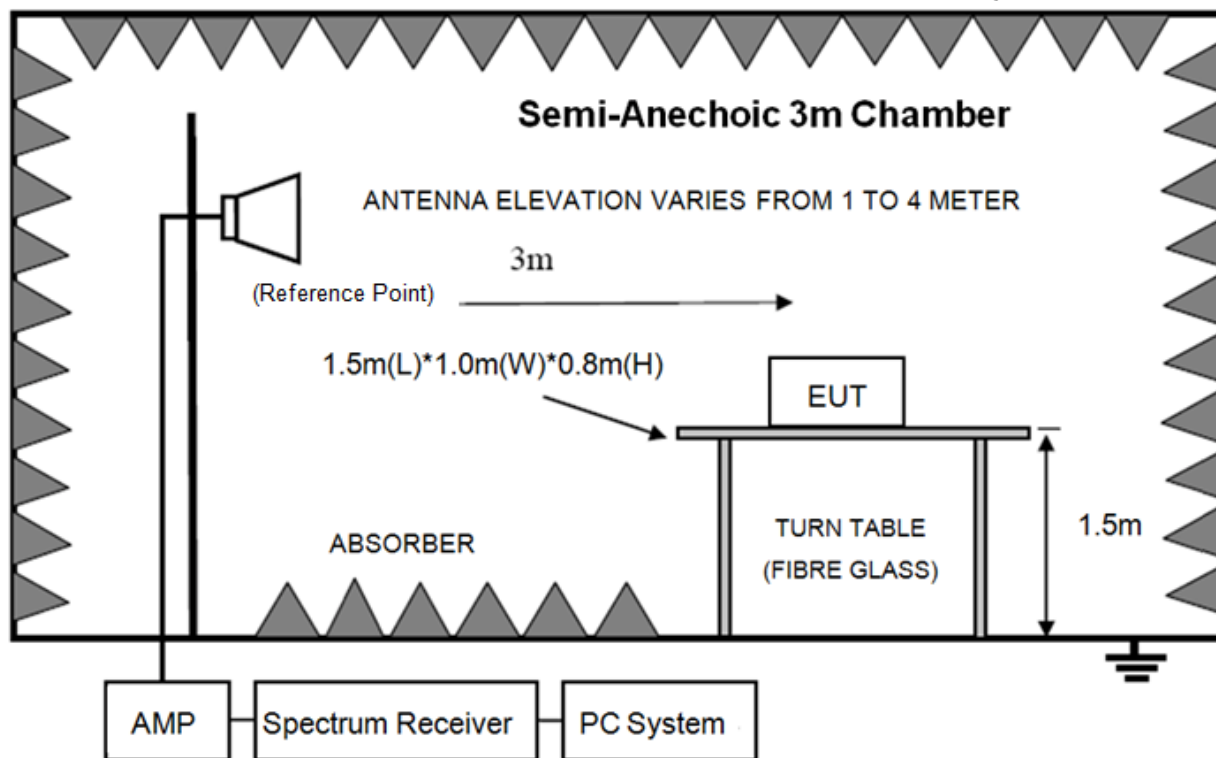 Semi-Anechoic 3m Chamber
ANTENNA ELEVATION VARIES FROM 1 TO 4 METER
3m
(Reference Point)
1.5m(L)*1.0m(W)*0.8m(H)
EUT
TURN TABLE
(FIBRE GLASS)
1.5m
ABSORBER
AMP
Spectrum Receiver
PC System